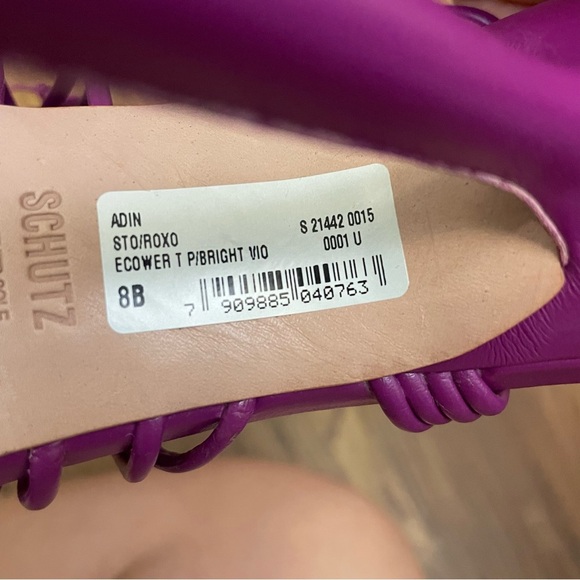 SCHUTZ
ADIN
STO/ROXO
ECOWER T P/BRIGHT VIO
8B
S 21442 0015
0001 U
7 909885 040763